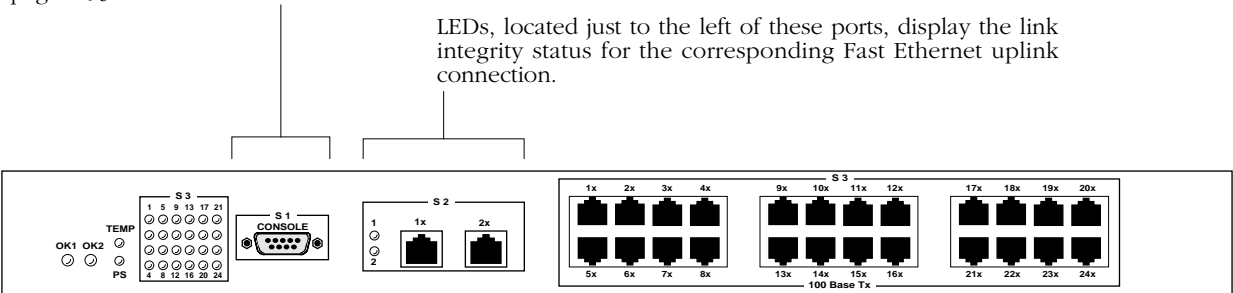 LEDs, located just to the left of these ports, display the link
integrity status for the corresponding Fast Ethernet uplink
connection.
S 3
1 5 9 13 17 21
4 8 12 16 20 24
TEMP
OK1 OK2
PS
S 1
CONSOLE
S 2
1
2
1x 2x
S 3
1x 2x 3x 4x 9x 10x 11x 12x 17x 18x 19x 20x
5x 6x 7x 8x 13x 14x 15x 16x 21x 22x 23x 24x
100 Base Tx